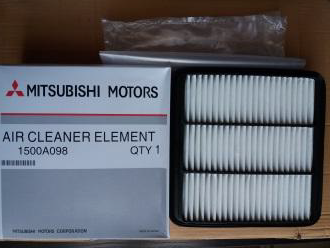 MITSUBISHI MOTORS
AIR CLEANER ELEMENT
1500A098 QTY 1
MITSUBISHI MOTORS CORPORATION